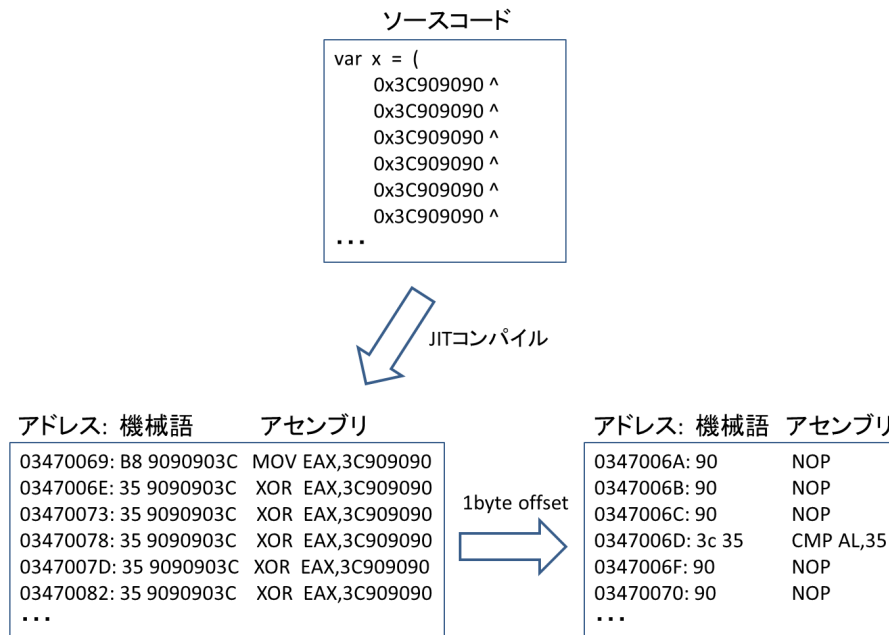 ソースコード
var x = (
0x3C909090 ^
0x3C909090 ^
0x3C909090 ^
0x3C909090 ^
0x3C909090 ^
0x3C909090 ^
・・・
JITコンパイル
アドレス: 機械語 アセンブリ
03470069: B8 9090903C MOV EAX,3C909090
0347006E: 35 9090903C XOR EAX,3C909090
03470073: 35 9090903C XOR EAX,3C909090
03470078: 35 9090903C XOR EAX,3C909090
0347007D: 35 9090903C XOR EAX,3C909090
03470082: 35 9090903C XOR EAX,3C909090
・・・
1byte offset
アドレス: 機械語 アセンブリ
0347006A: 90 NOP
0347006B: 90 NOP
0347006C: 90 NOP
0347006D: 3c 35 CMP AL,35
0347006F: 90 NOP
03470070: 90 NOP
・・・